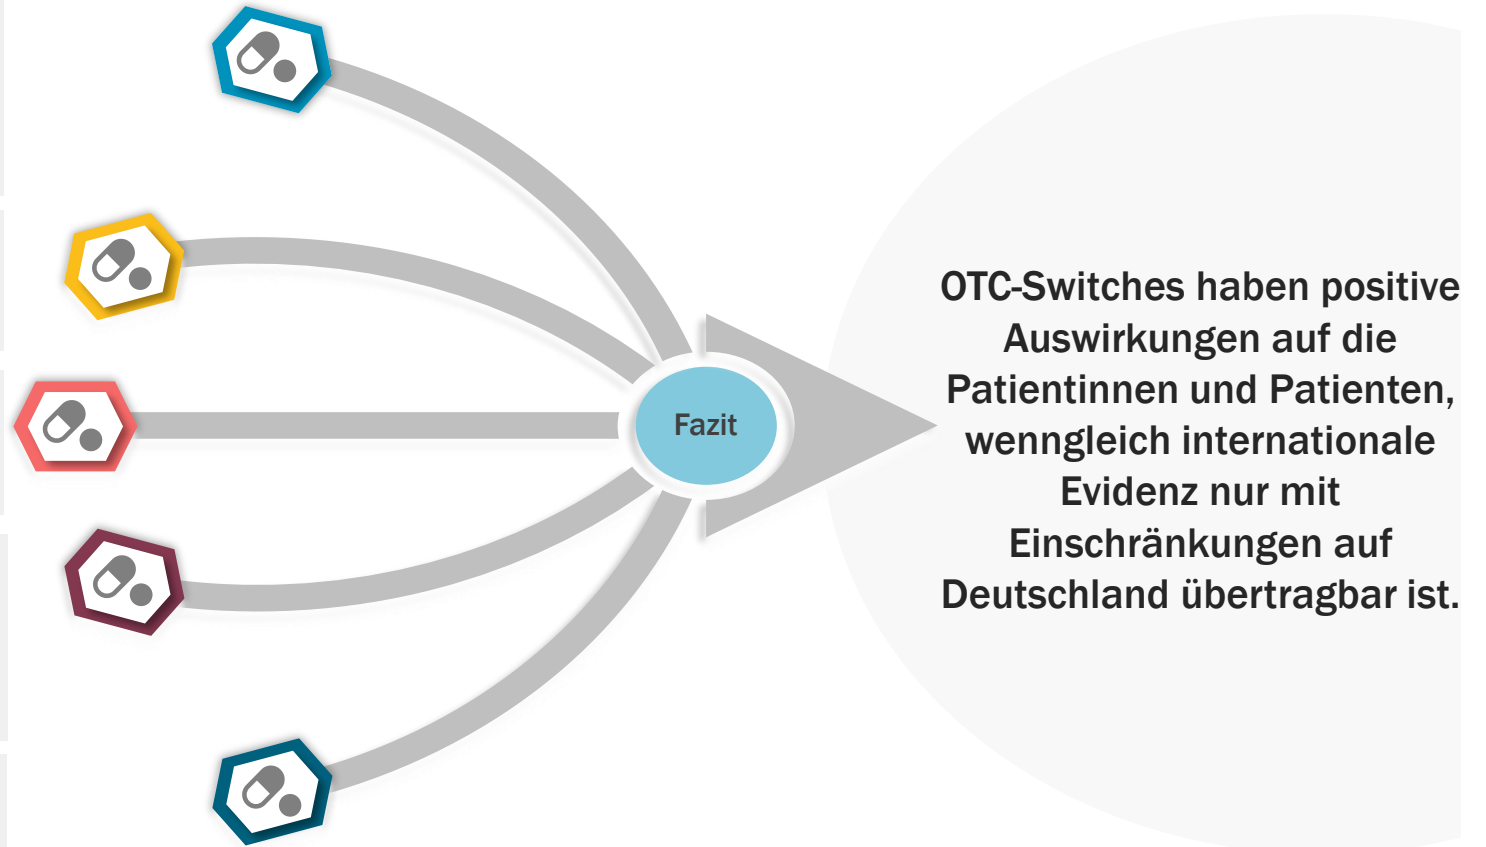 Fazit
OTC-Switches haben positive
Auswirkungen auf die
Patientinnen und Patienten,
wenngleich internationale
Evidenz nur mit
Einschränkungen auf
Deutschland übertragbar ist.